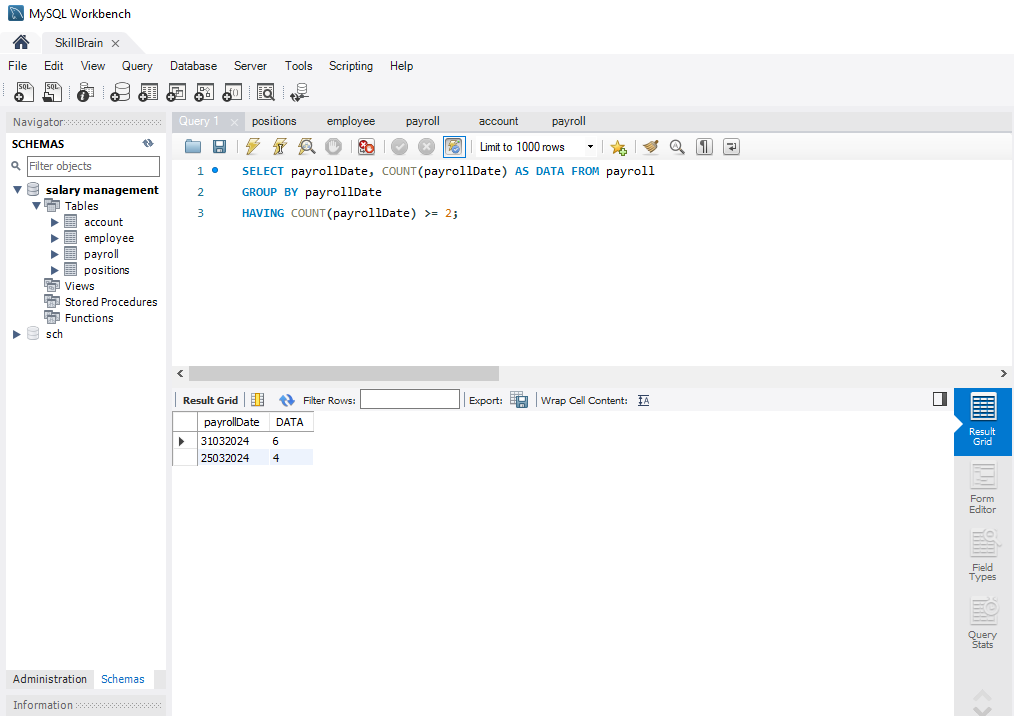 MySQL Workbench
SkillBrain
File Edit View Query Database Server Tools Scripting Help
Navigator
Query 1 positions employee payroll account payroll
SCHEMAS
Filter objects
salary management
Tables
account
employee
payroll
positions
Views
Stored Procedures
Functions
sch
Limit to 1000 rows
1 SELECT payrollDate, COUNT(payrollDate) AS DATA FROM payroll
2 GROUP BY payrollDate
3 HAVING COUNT(payrollDate) >= 2;
Result Grid Filter Rows: Export: Wrap Cell Content:
payrollDate DATA
31032024 6
25032024 4
Result
Grid
Form
Editor
Field
Types
Query
Stats
Administration Schemas
Information